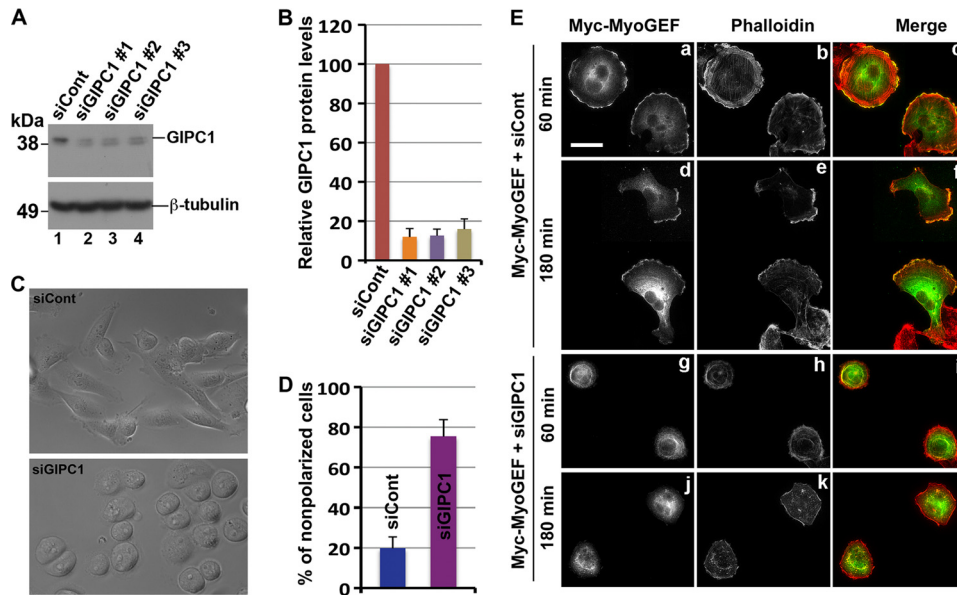 A
siCont
siGIPC1 #1
siGIPC1 #2
siGIPC1 #3
kDa
38
GIPC1
49
β-tubulin
1 2 3 4
B
Relative GIPC1 protein levels
120
100
80
60
40
20
0
siCont
siGIPC1 #1
siGIPC1 #2
siGIPC1 #3
C
siCont
siGIPC1
D
% of nonpolarized cells
100
80
60
40
20
0
siCont
siGIPC1
E
Myc-MyoGEF Phalloidin Merge
Myc-MyoGEF + siCont
60 min
a b
180 min
d e f
Myc-MyoGEF + siGIPC1
60 min
g h i
180 min
j k